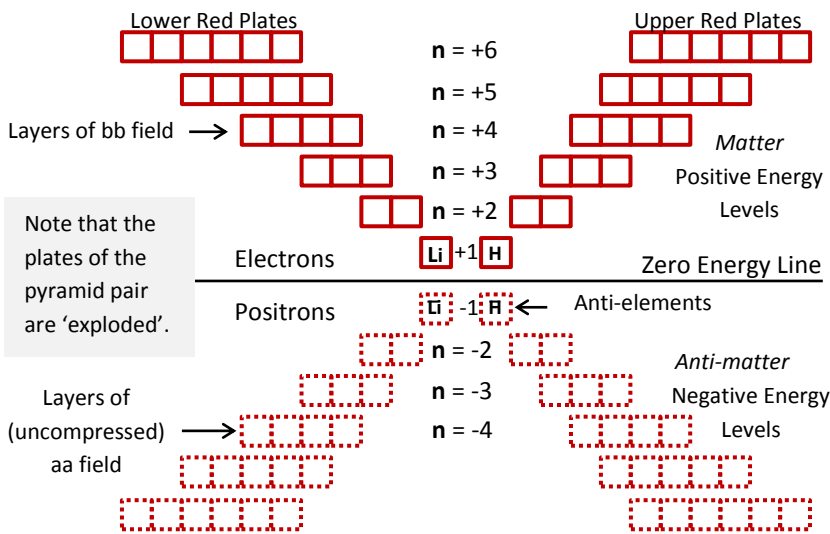 Lower Red Plates
Upper Red Plates
n = +6
n = +5
Layers of bb field
n = +4
Matter
n = +3
Positive Energy
n = +2
Levels
Note that the
plates of the
pyramid pair
are ‘exploded’.
Electrons
Li +1 H
Zero Energy Line
Positrons
L̅i̅ -1 H̅
Anti-elements
n = -2
Anti-matter
n = -3
Negative Energy
Layers of
(uncompressed)
aa field
n = -4
Levels